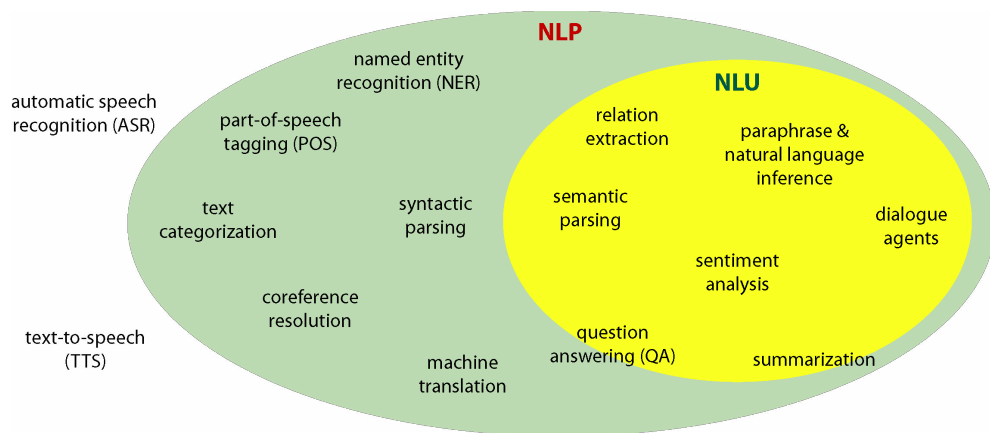 NLP
named entity
recognition (NER)
NLU
automatic speech
recognition (ASR)
part-of-speech
tagging (POS)
relation
extraction
paraphrase &
natural language
inference
text
categorization
syntactic
parsing
semantic
parsing
dialogue
agents
sentiment
analysis
coreference
resolution
text-to-speech
(TTS)
machine
translation
question
answering (QA)
summarization